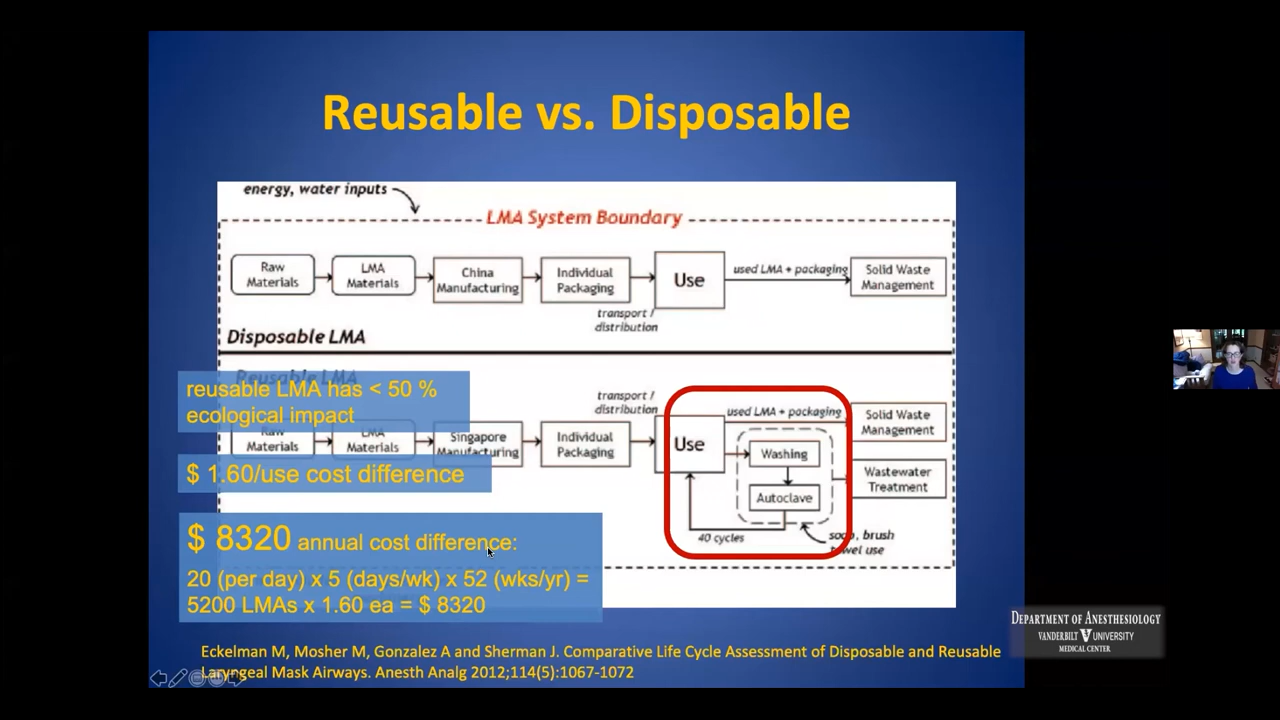 Reusable vs. Disposable
energy, water inputs
LMA System Boundary
Raw
Materials
LMA
Materials
China
Manufacturing
Individual
Packaging
transport /
distribution
Use
used LMA + packaging
Solid Waste
Management
Disposable LMA
Reusable LMA
reusable LMA has < 50 %
ecological impact
Raw
Materials
LMA
Materials
Singapore
Manufacturing
Individual
Packaging
transport /
distribution
Use
used LMA + packaging
Solid Waste
Management
Washing
Autoclave
Wastewater
Treatment
40 cycles
soap, brush
towel use
$ 1.60/use cost difference
$ 8320 annual cost difference:
20 (per day) x 5 (days/wk) x 52 (wks/yr) =
5200 LMAs x 1.60 ea = $ 8320
DEPARTMENT OF ANESTHESIOLOGY
VANDERBILT V UNIVERSITY
MEDICAL CENTER
Eckelman M, Mosher M, Gonzalez A and Sherman J. Comparative Life Cycle Assessment of Disposable and Reusable
Laryngeal Mask Airways. Anesth Analg 2012;114(5):1067-1072